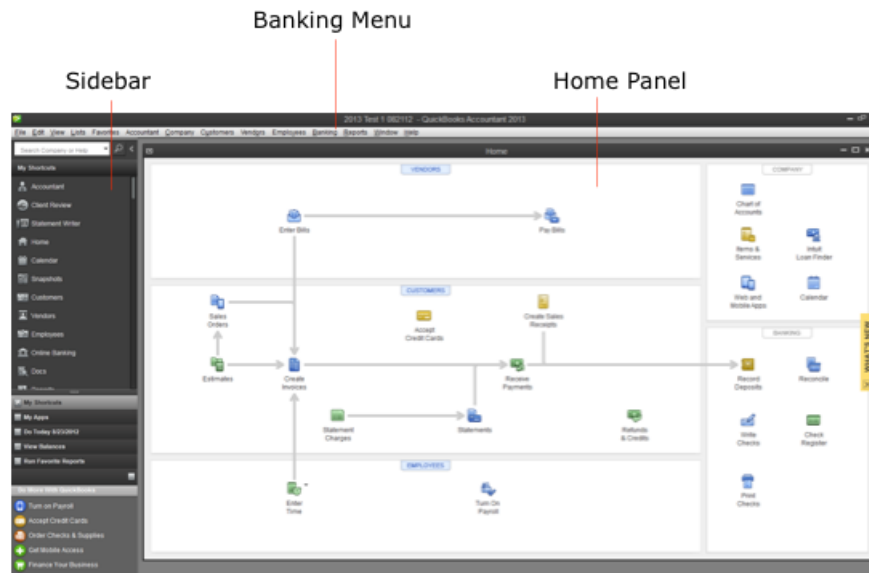 Banking Menu
Sidebar
Home Panel
2013 Test 1 082112 - QuickBooks Accountant 2013
File Edit View Lists Favorites Accountant Company Customers Vendors Employees Banking Reports Window Help
Search Company or Help
Home
My Shortcuts
Accountant
Client Review
Statement Writer
Home
Calendar
Snapshots
Customers
Vendors
Employees
Online Banking
Docs
Reports
My Shortcuts
My Apps
Do Today 8/23/2012
View Balances
Run Favorite Reports
Do More With QuickBooks
Turn on Payroll
Accept Credit Cards
Order Checks & Supplies
Get Mobile Access
Finance Your Business
VENDORS
Enter Bills
Pay Bills
CUSTOMERS
Sales
Orders
Accept
Credit Cards
Create Sales
Receipts
Estimates
Create
Invoices
Receive
Payments
Statement
Charges
Statements
Refunds
& Credits
EMPLOYEES
Enter
Time
Turn On
Payroll
COMPANY
Chart of
Accounts
Items &
Services
Intuit
Loan Finder
Web and
Mobile Apps
Calendar
BANKING
Record
Deposits
Reconcile
Write
Checks
Check
Register
Print
Checks
WHAT'S NEW